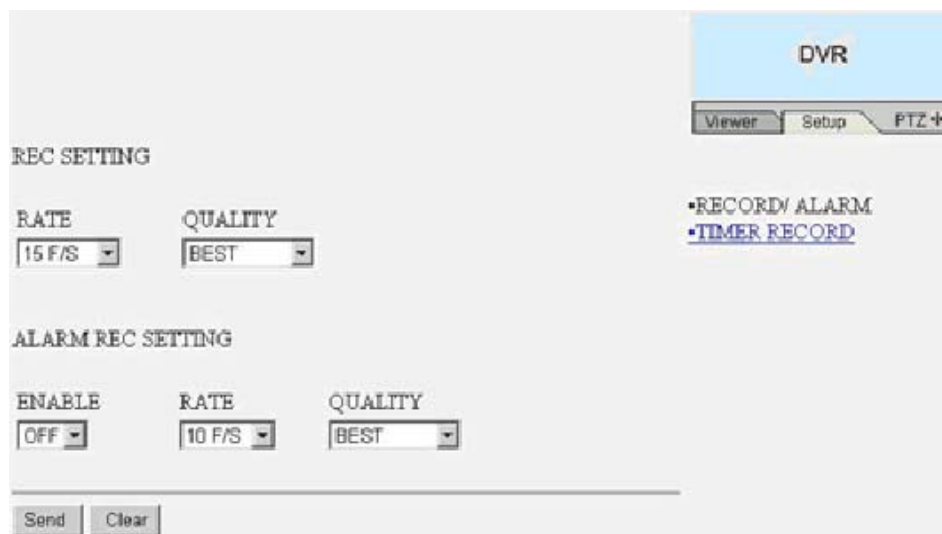 DVR
Viewer Setup PTZ
REC SETTING
RATE QUALITY
15 F/S BEST
ALARM REC SETTING
ENABLE RATE QUALITY
OFF 10 F/S BEST
Send Clear
▪RECORD/ ALARM
▪TIMER RECORD